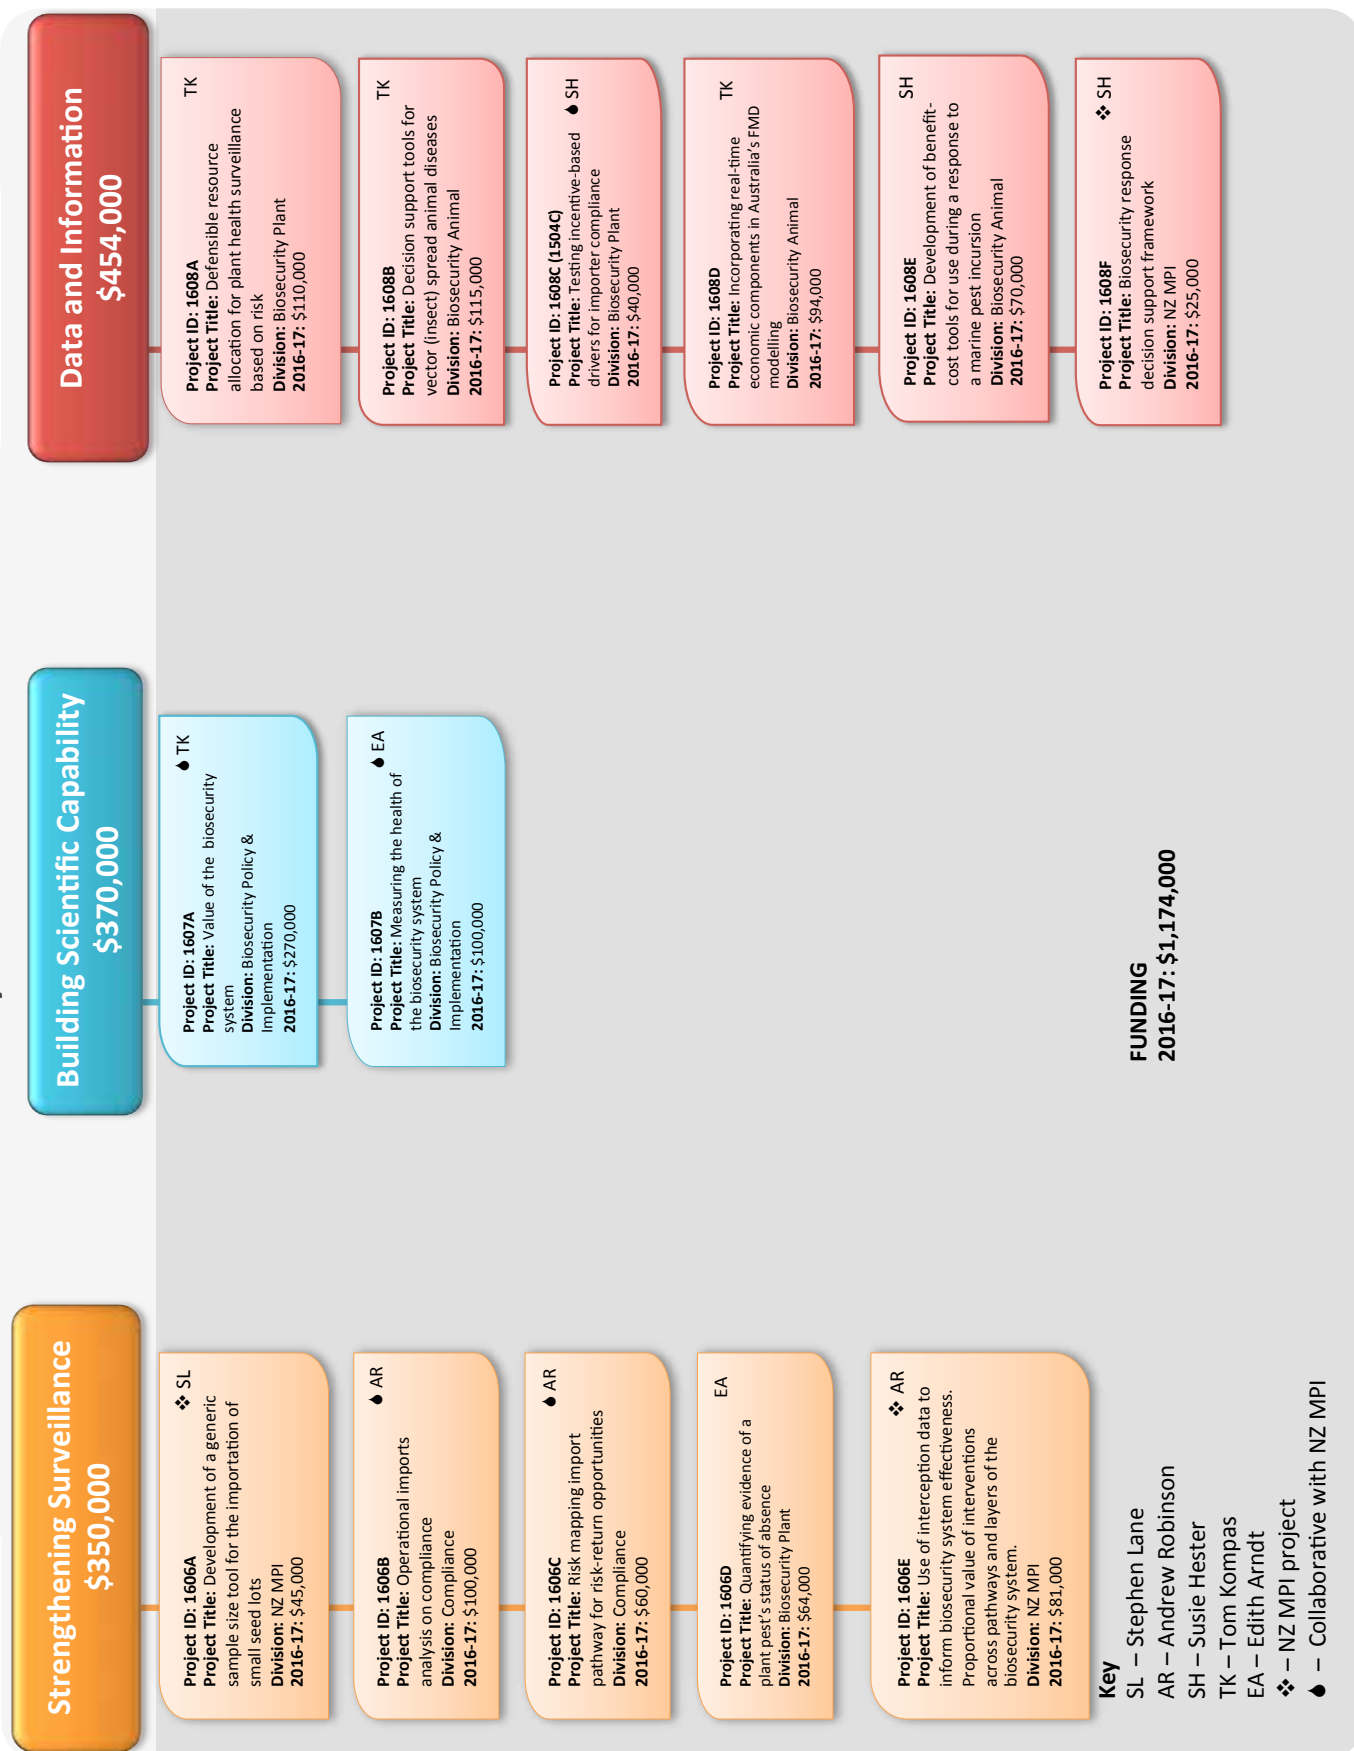 Strengthening Surveillance
$350,000
Project ID: 1606A
❖ SL
Project Title: Development of a generic
sample size tool for the importation of
small seed lots
Division: NZ MPI
2016-17: $45,000
Project ID: 1606B
♠ AR
Project Title: Operational imports
analysis on compliance
Division: Compliance
2016-17: $100,000
Project ID: 1606C
♠ AR
Project Title: Risk mapping import
pathway for risk-return opportunities
Division: Compliance
2016-17: $60,000
Project ID: 1606D
EA
Project Title: Quantifying evidence of a
plant pest's status of absence
Division: Biosecurity Plant
2016-17: $64,000
Project ID: 1606E
❖ AR
Project Title: Use of interception data to
inform biosecurity system effectiveness.
Proportional value of interventions
across pathways and layers of the
biosecurity system.
Division: NZ MPI
2016-17: $81,000
Building Scientific Capability
$370,000
Project ID: 1607A
♠ TK
Project Title: Value of the biosecurity
system
Division: Biosecurity Policy &
Implementation
2016-17: $270,000
Project ID: 1607B
♠ EA
Project Title: Measuring the health of
the biosecurity system
Division: Biosecurity Policy &
Implementation
2016-17: $100,000
Data and Information
$454,000
Project ID: 1608A
TK
Project Title: Defensible resource
allocation for plant health surveillance
based on risk
Division: Biosecurity Plant
2016-17: $110,000
Project ID: 1608B
TK
Project Title: Decision support tools for
vector (insect) spread animal diseases
Division: Biosecurity Animal
2016-17: $115,000
Project ID: 1608C (1504C)
♠ SH
Project Title: Testing incentive-based
drivers for importer compliance
Division: Biosecurity Plant
2016-17: $40,000
Project ID: 1608D
TK
Project Title: Incorporating real-time
economic components in Australia's FMD
modelling
Division: Biosecurity Animal
2016-17: $94,000
Project ID: 1608E
SH
Project Title: Development of benefit-
cost tools for use during a response to
a marine pest incursion
Division: Biosecurity Animal
2016-17: $70,000
Project ID: 1608F
❖ SH
Project Title: Biosecurity response
decision support framework
Division: NZ MPI
2016-17: $25,000
Key
SL – Stephen Lane
AR – Andrew Robinson
SH – Susie Hester
TK – Tom Kompas
EA – Edith Arndt
❖ – NZ MPI project
♠ – Collaborative with NZ MPI
FUNDING
2016-17: $1,174,000